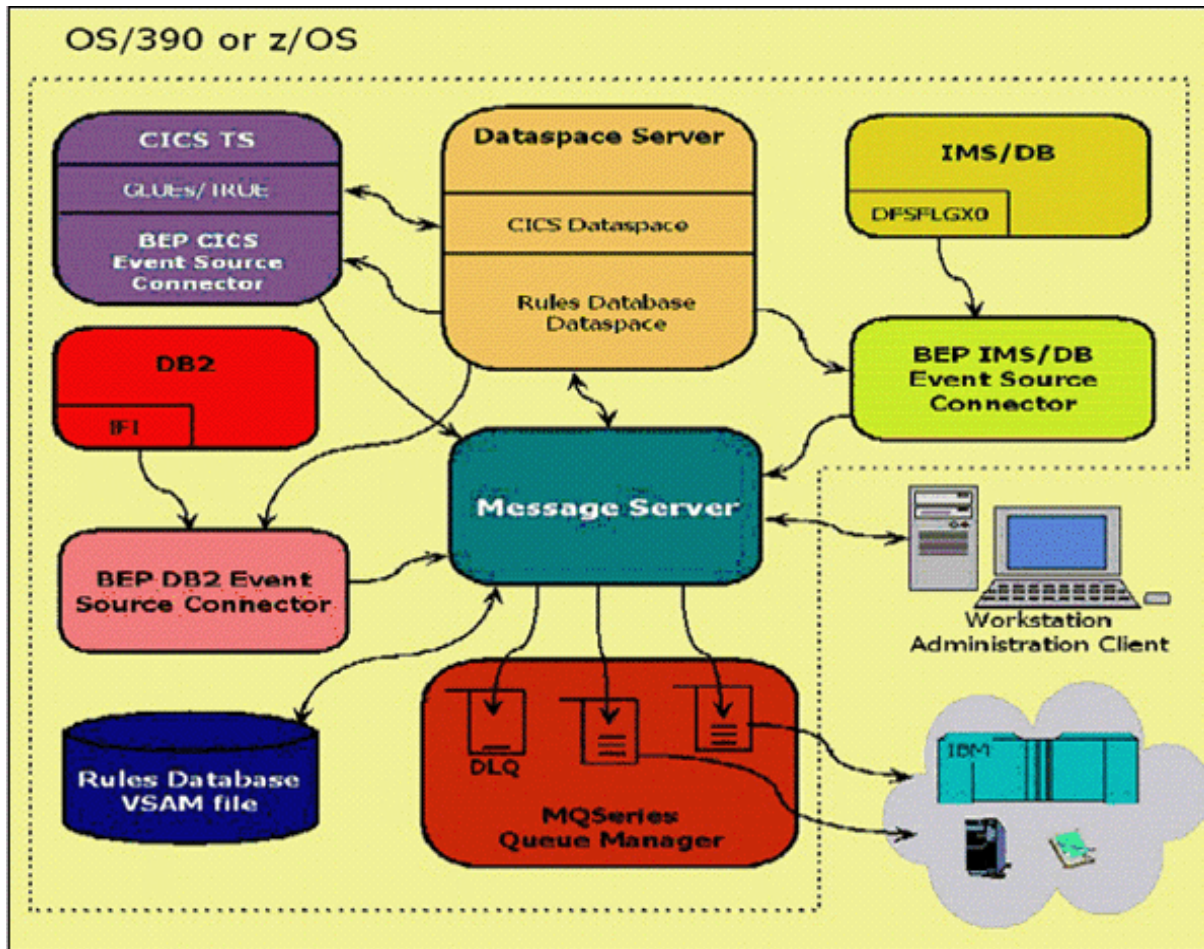 OS/390 or z/OS
CICS TS
GLUEs/TRUE
BEP CICS
Event Source
Connector
Dataspace Server
CICS Dataspace
Rules Database
Dataspace
IMS/DB
DFSFLGX0
BEP IMS/DB
Event Source
Connector
DB2
IFI
Message Server
BEP DB2 Event
Source Connector
Workstation
Administration Client
Rules Database
VSAM file
DLQ
MQSeries
Queue Manager
IBM